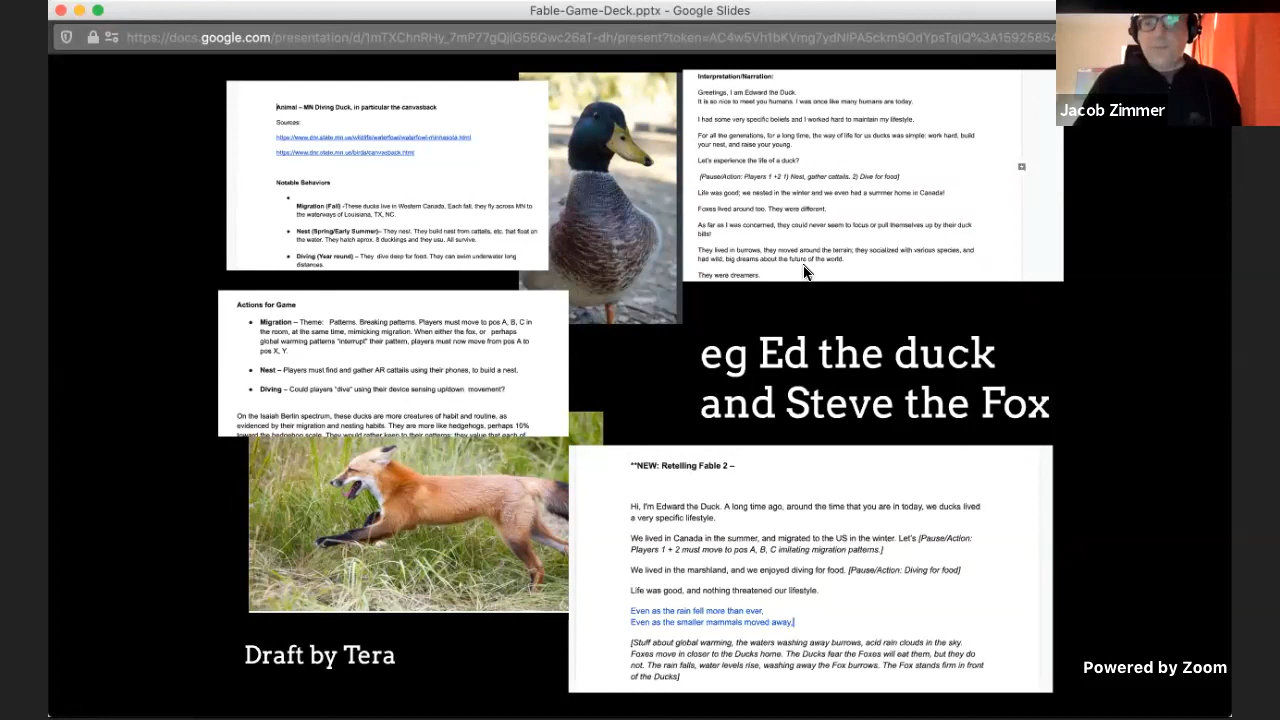 Fable-Game-Deck.pptx - Google Slides
Jacob Zimmer
Animal – MN Diving Duck, in particular the canvasback
Sources:
https://www.dnr.state.mn.us/birds/canvasback.html
Notable Behaviors
Migration (Fall) -These ducks live in Western Canada. Each fall, they fly across MN to
the waterways of Louisiana, TX, NC.
Nest (Spring/Early Summer)– They nest. They build nest from cattails, etc. that float on
the water. They hatch aprox. 8 ducklings and they usu. All survive.
Diving (Year round) – They dive deep for food. They can swim underwater long
distances.
Interpretation/Narration:
Greetings, I am Edward the Duck.
It is so nice to meet you humans. I was once like many humans are today.
I had some very specific beliefs and I worked hard to maintain my lifestyle.
For all the generations, for a long time, the way of life for us ducks was simple: work hard, build
your nest, and raise your young.
Let's experience the life of a duck?
[Pause/Action: Players 1 +2 1) Nest, gather cattails. 2) Dive for food]
Life was good; we nested in the winter and we even had a summer home in Canada!
Foxes lived around too. They were different.
As far as I was concerned, they could never seem to focus or pull themselves up by their duck
bills!
They lived in burrows, they moved around the terrain; they socialized with various species, and
had wild, big dreams about the future of the world.
They were dreamers.
Actions for Game
Migration – Theme: Patterns. Breaking patterns. Players must move to pos A, B, C in
the room, at the same time, mimicking migration. When either the fox, or perhaps
global warming patterns "interrupt" their pattern, players must now move from pos A to
pos X, Y.
Nest – Players must find and gather AR cattails using their phones, to build a nest.
Diving – Could players "dive" using their device sensing up/down movement?
On the Isaiah Berlin spectrum, these ducks are more creatures of habit and routine, as
evidenced by their migration and nesting habits. They are more like hedgehogs, perhaps 10%
toward the hedgehog scale. They would rather keep to their patterns; they value that each of
eg Ed the duck
and Steve the Fox
**NEW: Retelling Fable 2 –
Hi, I'm Edward the Duck. A long time ago, around the time that you are in today, we ducks lived
a very specific lifestyle.
We lived in Canada in the summer, and migrated to the US in the winter. Let's [Pause/Action:
Players 1 + 2 must move to pos A, B, C imitating migration patterns.]
We lived in the marshland, and we enjoyed diving for food. [Pause/Action: Diving for food]
Life was good, and nothing threatened our lifestyle.
Even as the rain fell more than ever,
Even as the smaller mammals moved away,
[Stuff about global warming, the waters washing away burrows, acid rain clouds in the sky.
Foxes move in closer to the Ducks home. The Ducks fear the Foxes will eat them, but they do
not. The rain falls, water levels rise, washing away the Fox burrows. The Fox stands firm in front
of the Ducks]
Draft by Tera
Powered by Zoom